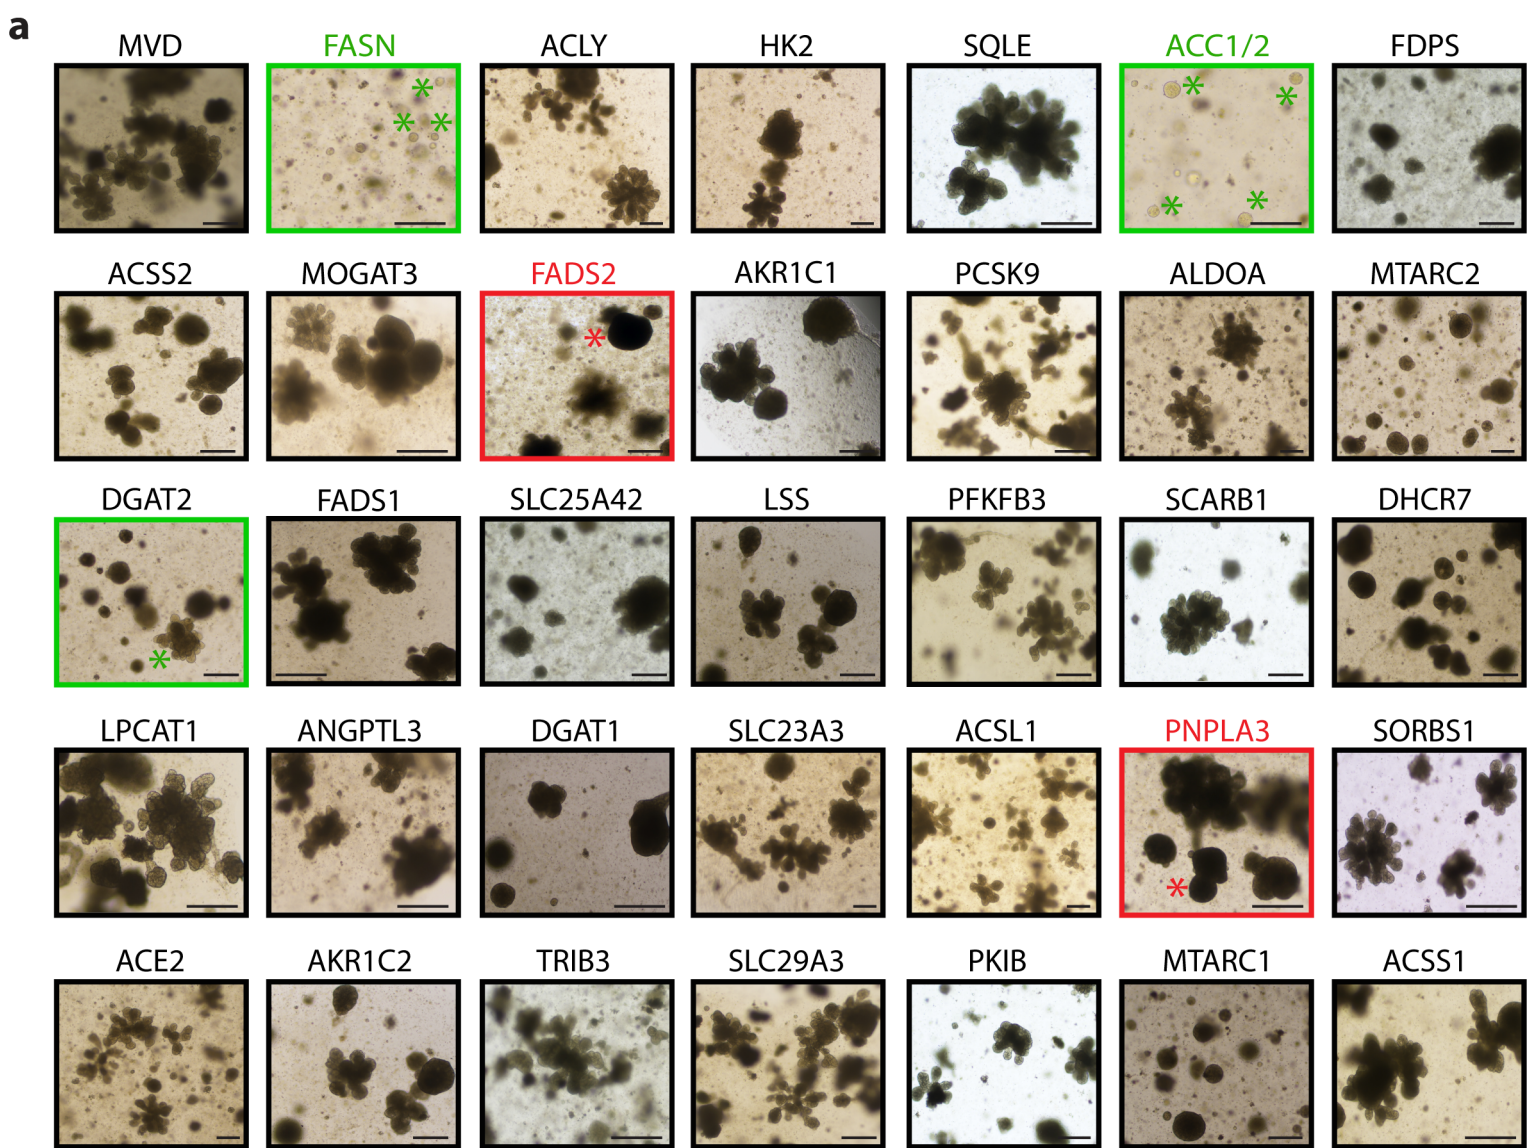 a
MVD FASN ACLY HK2 SQLE ACC1/2 FDPS
* * * * * * *
ACSS2 MOGAT3 FADS2 AKR1C1 PCSK9 ALDOA MTARC2
*
DGAT2 FADS1 SLC25A42 LSS PFKFB3 SCARB1 DHCR7
*
LPCAT1 ANGPTL3 DGAT1 SLC23A3 ACSL1 PNPLA3 SORBS1
*
ACE2 AKR1C2 TRIB3 SLC29A3 PKIB MTARC1 ACSS1